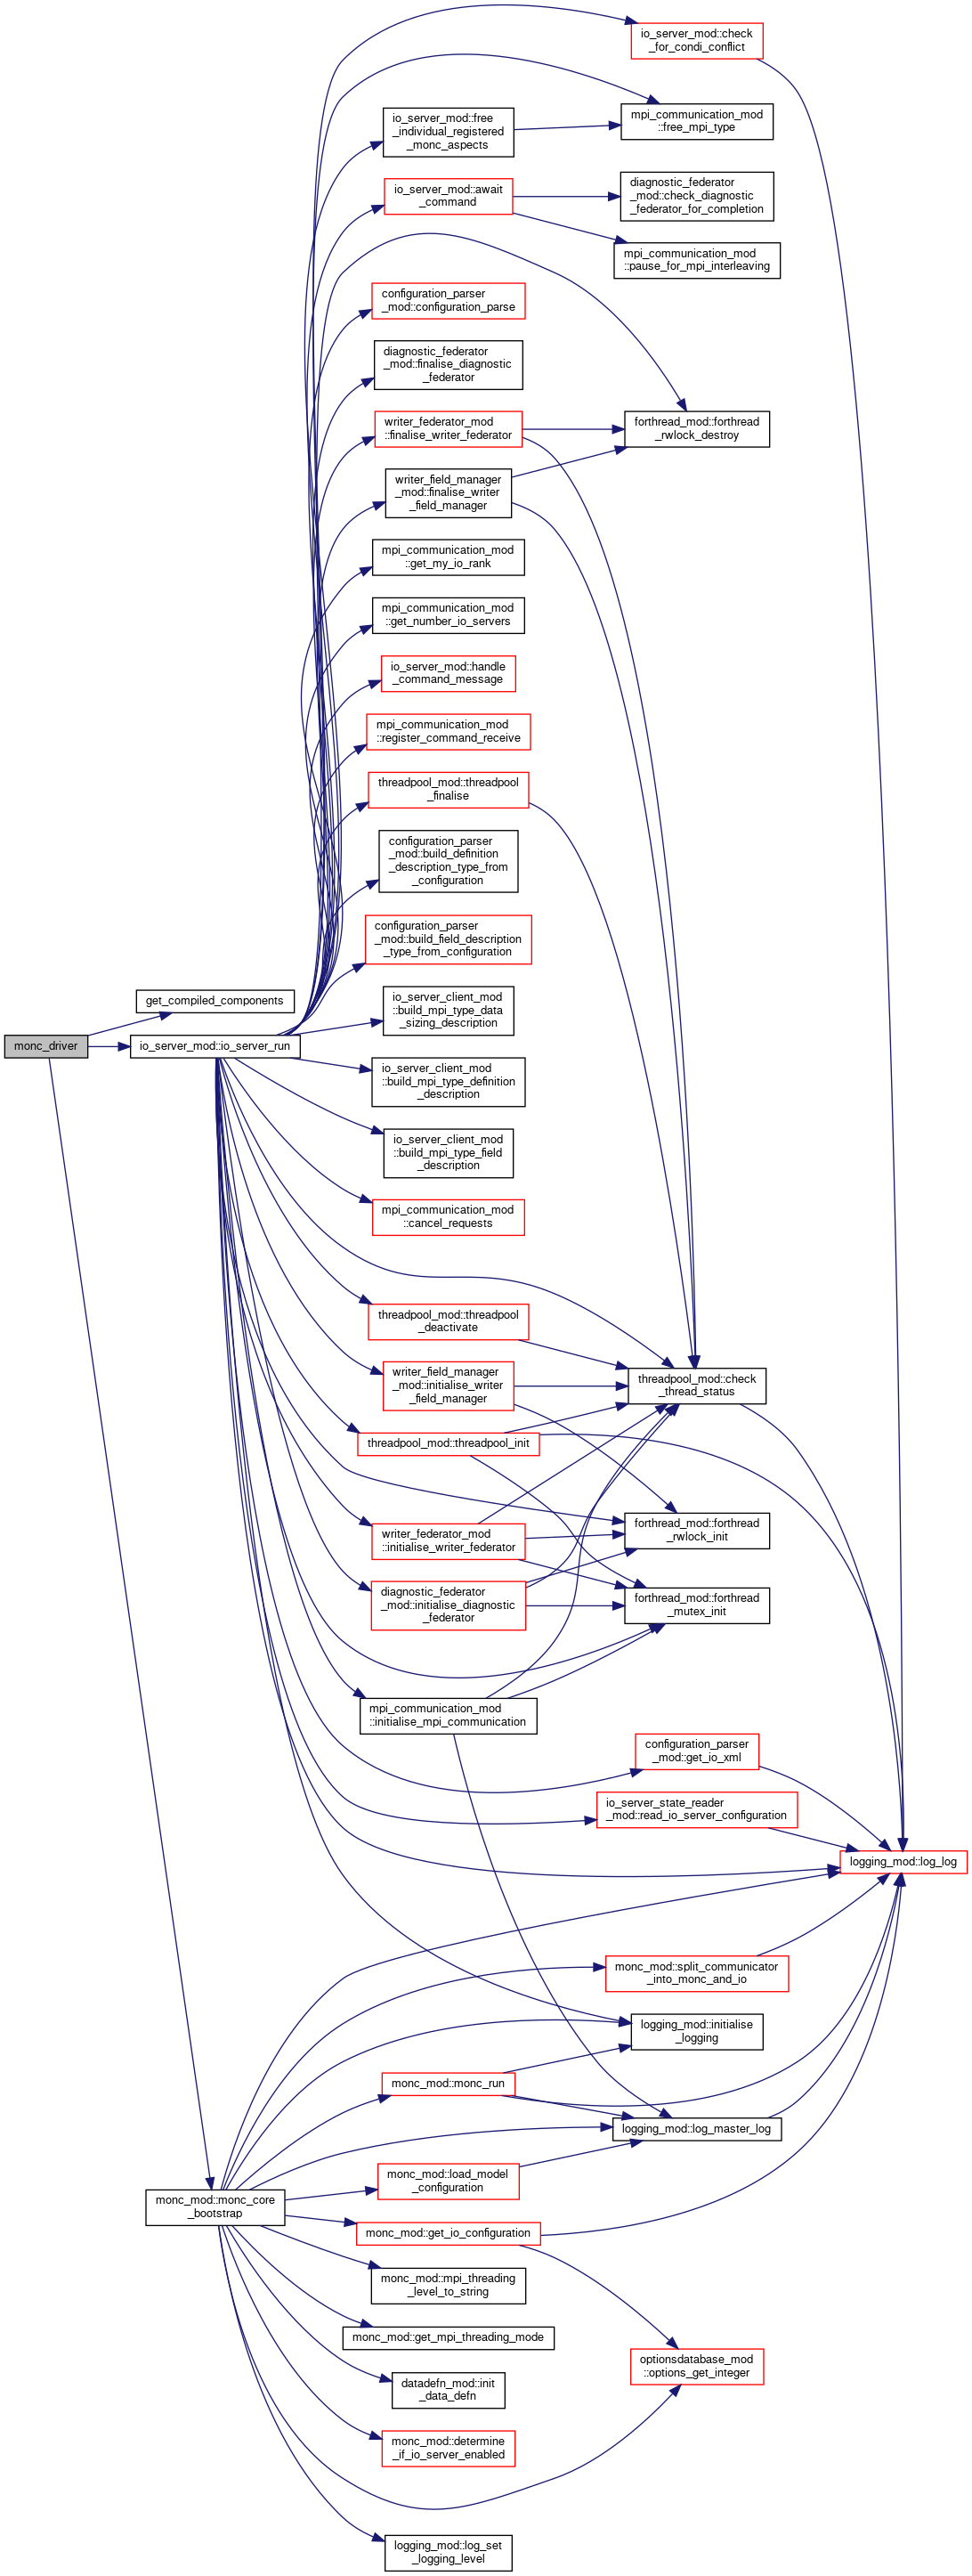 io_server_mod::check
_for_condi_conflict
mpi_communication_mod
::free_mpi_type
io_server_mod::free
_individual_registered
_monc_aspects
io_server_mod::await
_command
diagnostic_federator
_mod::check_diagnostic
_federator_for_completion
mpi_communication_mod
::pause_for_mpi_interleaving
configuration_parser
_mod::configuration_parse
diagnostic_federator
_mod::finalise_diagnostic
_federator
writer_federator_mod
::finalise_writer_federator
forthread_mod::forthread
_rwlock_destroy
writer_field_manager
_mod::finalise_writer
_field_manager
mpi_communication_mod
::get_my_io_rank
mpi_communication_mod
::get_number_io_servers
io_server_mod::handle
_command_message
mpi_communication_mod
::register_command_receive
threadpool_mod::threadpool
_finalise
configuration_parser
_mod::build_definition
_description_type_from
_configuration
configuration_parser
_mod::build_field_description
_type_from_configuration
get_compiled_components
io_server_client_mod
::build_mpi_type_data
_sizing_description
monc_driver
io_server_mod::io_server_run
io_server_client_mod
::build_mpi_type_definition
_description
io_server_client_mod
::build_mpi_type_field
_description
mpi_communication_mod
::cancel_requests
threadpool_mod::threadpool
_deactivate
writer_field_manager
_mod::initialise_writer
_field_manager
threadpool_mod::check
_thread_status
threadpool_mod::threadpool_init
writer_federator_mod
::initialise_writer_federator
forthread_mod::forthread
_rwlock_init
diagnostic_federator
_mod::initialise_diagnostic
_federator
forthread_mod::forthread
_mutex_init
mpi_communication_mod
::initialise_mpi_communication
configuration_parser
_mod::get_io_xml
io_server_state_reader
_mod::read_io_server_configuration
logging_mod::log_log
monc_mod::split_communicator
_into_monc_and_io
logging_mod::initialise
_logging
monc_mod::monc_run
logging_mod::log_master_log
monc_mod::load_model
_configuration
monc_mod::monc_core
_bootstrap
monc_mod::get_io_configuration
monc_mod::mpi_threading
_level_to_string
monc_mod::get_mpi_threading_mode
optionsdatabase_mod
::options_get_integer
datadefn_mod::init
_data_defn
monc_mod::determine
_if_io_server_enabled
logging_mod::log_set
_logging_level